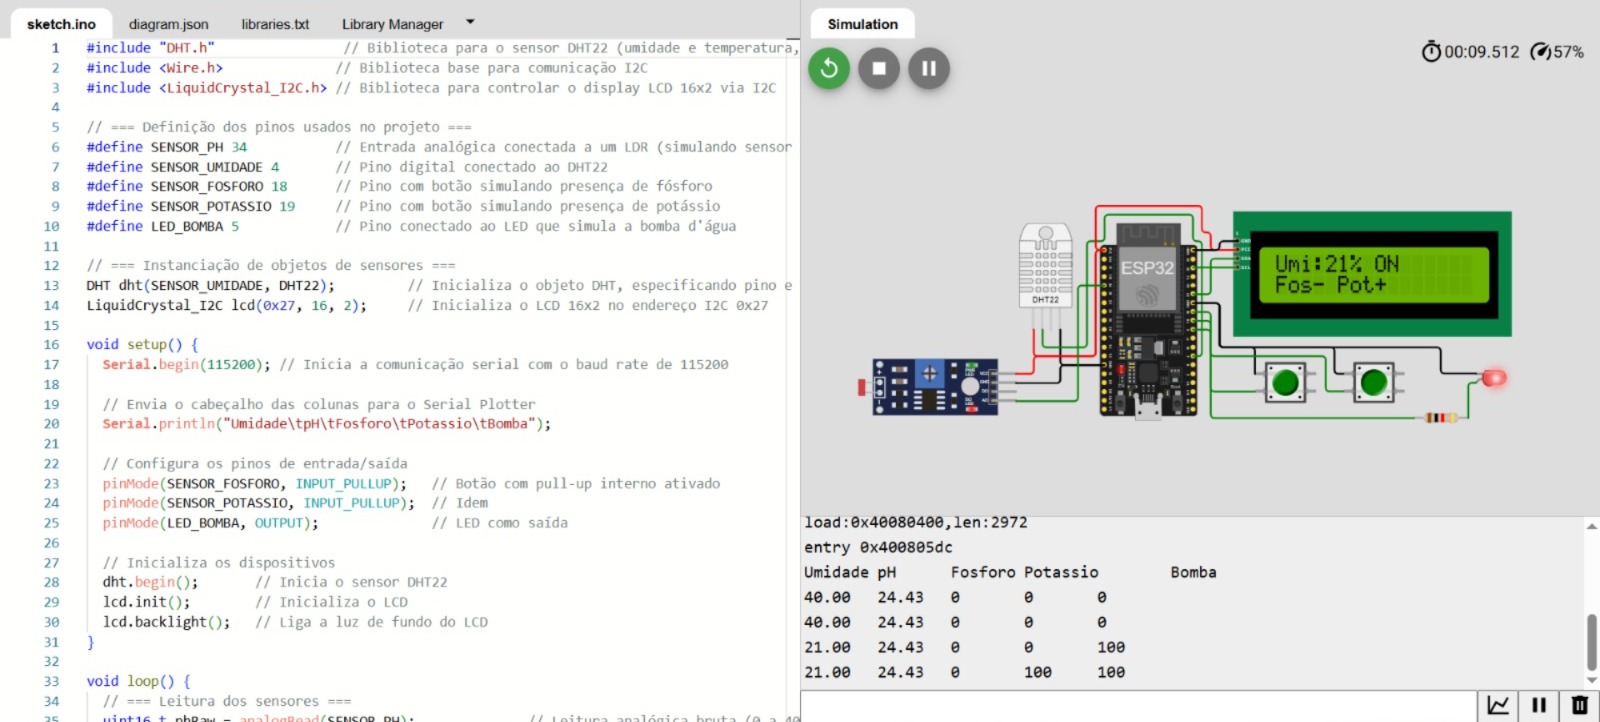 sketch.ino diagram.json libraries.txt Library Manager
1 #include "DHT.h" // Biblioteca para o sensor DHT22 (umidade e temperatura,
2 #include <Wire.h> // Biblioteca base para comunicação I2C
3 #include <LiquidCrystal_I2C.h> // Biblioteca para controlar o display LCD 16x2 via I2C
4
5 // === Definição dos pinos usados no projeto ===
6 #define SENSOR_PH 34 // Entrada analógica conectada a um LDR (simulando sensor
7 #define SENSOR_UMIDADE 4 // Pino digital conectado ao DHT22
8 #define SENSOR_FOSFORO 18 // Pino com botão simulando presença de fósforo
9 #define SENSOR_POTASSIO 19 // Pino com botão simulando presença de potássio
10 #define LED_BOMBA 5 // Pino conectado ao LED que simula a bomba d'água
11
12 // === Instanciação de objetos de sensores ===
13 DHT dht(SENSOR_UMIDADE, DHT22); // Inicializa o objeto DHT, especificando pino e
14 LiquidCrystal_I2C lcd(0x27, 16, 2); // Inicializa o LCD 16x2 no endereço I2C 0x27
15
16 void setup() {
17 Serial.begin(115200); // Inicia a comunicação serial com o baud rate de 115200
18
19 // Envia o cabeçalho das colunas para o Serial Plotter
20 Serial.println("Umidade\tpH\tFosforo\tPotassio\tBomba");
21
22 // Configura os pinos de entrada/saída
23 pinMode(SENSOR_FOSFORO, INPUT_PULLUP); // Botão com pull-up interno ativado
24 pinMode(SENSOR_POTASSIO, INPUT_PULLUP); // Idem
25 pinMode(LED_BOMBA, OUTPUT); // LED como saída
26
27 // Inicializa os dispositivos
28 dht.begin(); // Inicia o sensor DHT22
29 lcd.init(); // Inicializa o LCD
30 lcd.backlight(); // Liga a luz de fundo do LCD
31 }
32
33 void loop() {
34 // === Leitura dos sensores ===
35 uint16_t phRaw = analogRead(SENSOR_PH); // Leitura analógica bruta (0 a 40
Simulation
00:09.512 57%
ESP32
DHT22
Umi:21% ON
Fos- Pot+
load:0x40080400,len:2972
entry 0x400805dc
Umidade pH Fosforo Potassio Bomba
40.00 24.43 0 0 0
40.00 24.43 0 0 0
21.00 24.43 0 0 100
21.00 24.43 0 100 100